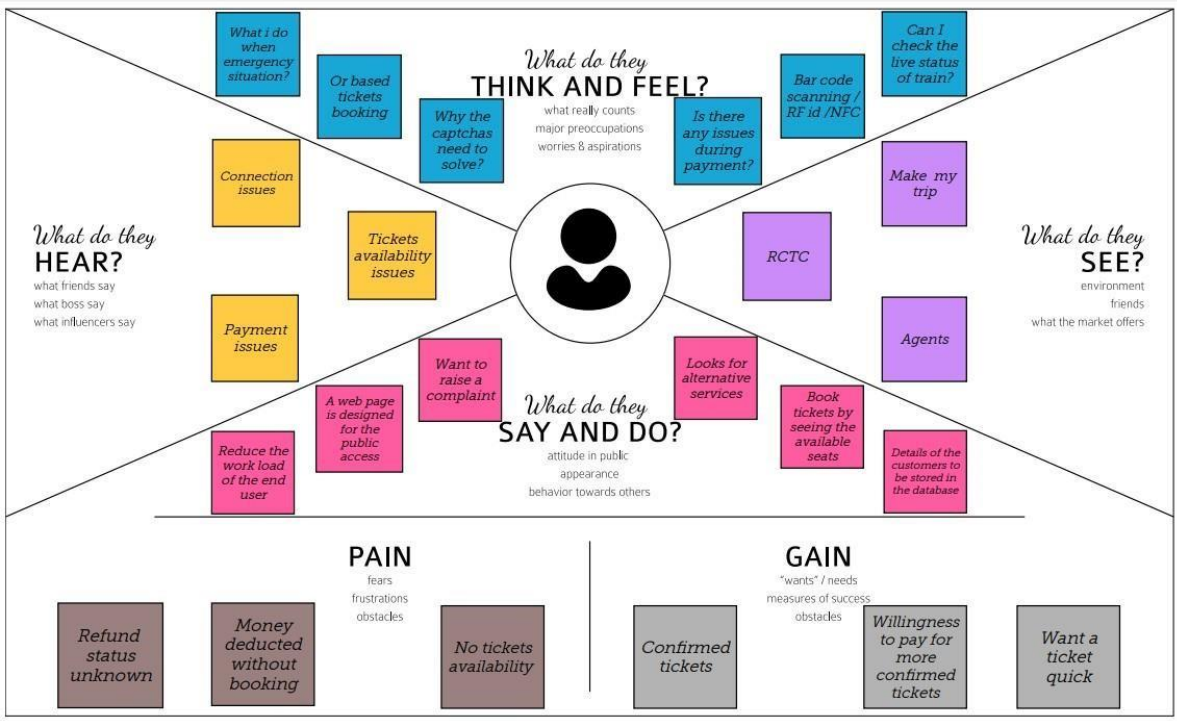 What i do
when
emergency
situation?
Or based
tickets
booking
Why the
captchas
need to
solve?
What do they
THINK AND FEEL?
what really counts
major preoccupations
worries & aspirations
Is there
any issues
during
payment?
Bar code
scanning /
RF id /NFC
Can I
check the
live status
of train?
What do they
HEAR?
what friends say
what boss say
what influencers say
Connection
issues
Tickets
availability
issues
Payment
issues
RCTC
Make my
trip
Agents
What do they
SEE?
environment
friends
what the market offers
Reduce the
work load
of the end
user
A web page
is designed
for the
public
access
Want to
raise a
complaint
What do they
SAY AND DO?
attitude in public
appearance
behavior towards others
Looks for
alternative
services
Book
tickets by
seeing the
available
seats
Details of the
customers to
be stored in
the database
PAIN
fears
frustrations
obstacles
Refund
status
unknown
Money
deducted
without
booking
No tickets
availability
GAIN
"wants" / needs
measures of success
obstacles
Confirmed
tickets
Willingness
to pay for
more
confirmed
tickets
Want a
ticket
quick